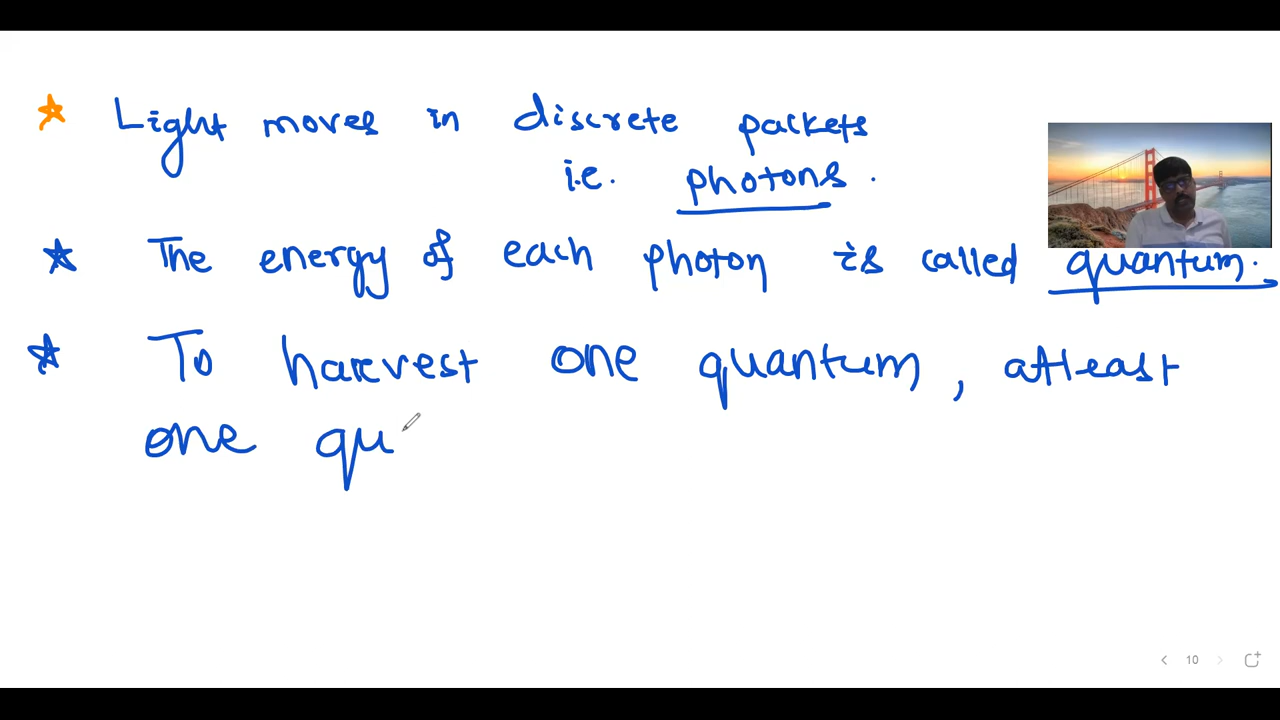 Light moves in discrete packets
i.e. photons.
The energy of each photon is called quantum.
To harvest one quantum, atleast
one qu
10